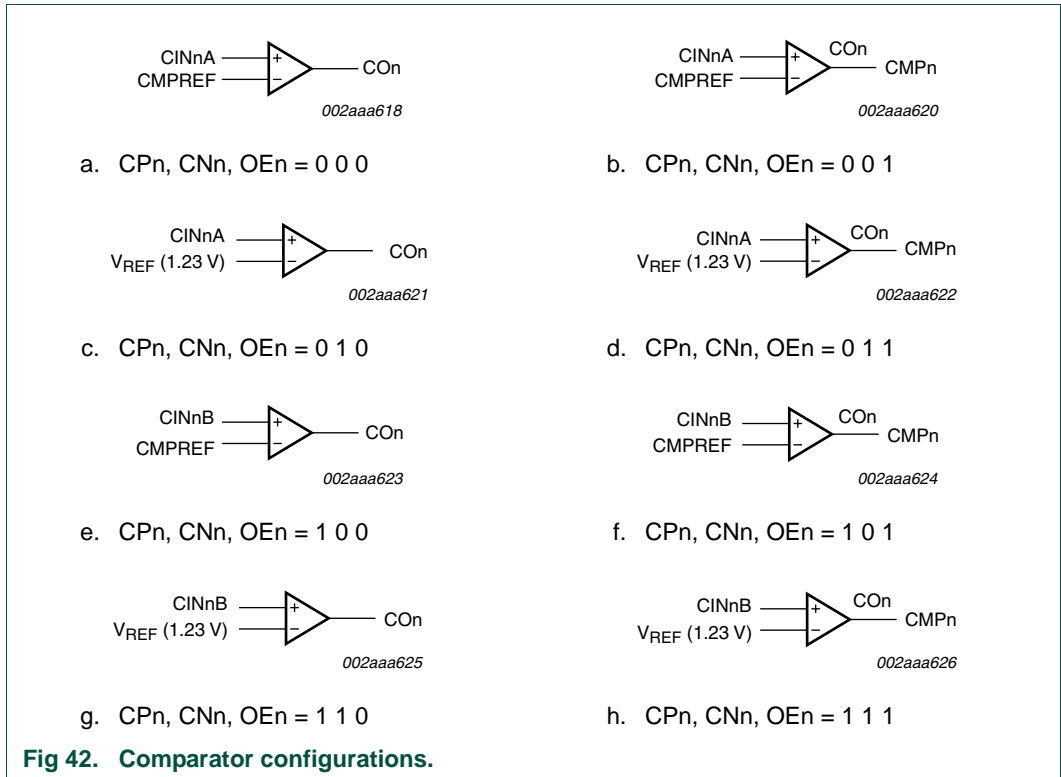 CINnA
CMPREF
+
−
COn
002aaa618
a. CPn, CNn, OEn = 0 0 0
CINnA
CMPREF
+
−
COn
CMPn
002aaa620
b. CPn, CNn, OEn = 0 0 1
CINnA
VREF (1.23 V)
+
−
COn
002aaa621
c. CPn, CNn, OEn = 0 1 0
CINnA
VREF (1.23 V)
+
−
COn
CMPn
002aaa622
d. CPn, CNn, OEn = 0 1 1
CINnB
CMPREF
+
−
COn
002aaa623
e. CPn, CNn, OEn = 1 0 0
CINnB
CMPREF
+
−
COn
CMPn
002aaa624
f. CPn, CNn, OEn = 1 0 1
CINnB
VREF (1.23 V)
+
−
COn
002aaa625
g. CPn, CNn, OEn = 1 1 0
CINnB
VREF (1.23 V)
+
−
COn
CMPn
002aaa626
h. CPn, CNn, OEn = 1 1 1
Fig 42. Comparator configurations.